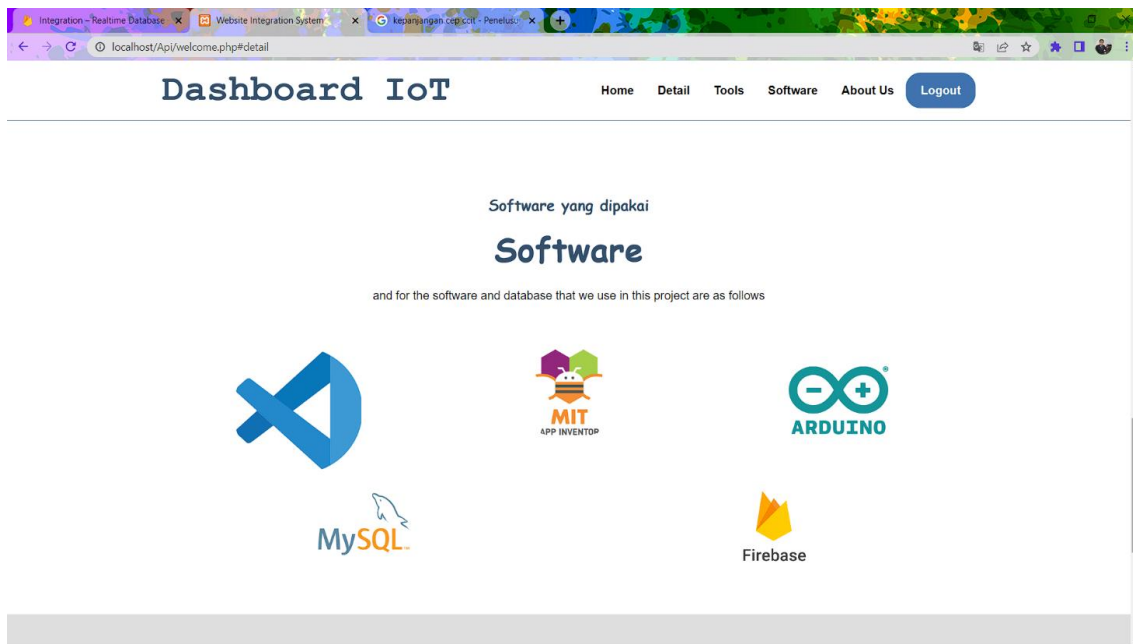 Integration – Realtime Database
Website Integration System
kepanjangan cep ccit - Penelusu
localhost/Api/welcome.php#detail
Dashboard IoT
Home
Detail
Tools
Software
About Us
Logout
Software yang dipakai
Software
and for the software and database that we use in this project are as follows
MIT
APP INVENTOR
ARDUINO
MySQL
Firebase